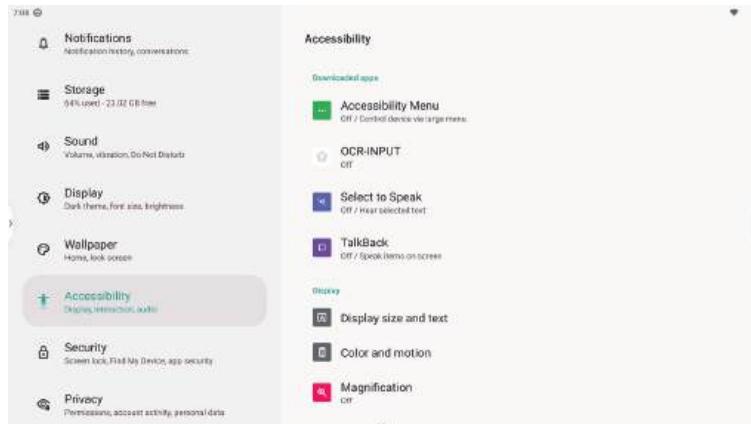 7:08
Notifications
Notification history, conversations
Storage
64% used - 23.02 GB free
Sound
Volume, vibration, Do Not Disturb
Display
Dark theme, font size, brightness
Wallpaper
Home, lock screen
Accessibility
Display, interaction, audio
Security
Screen lock, Find My Device, app security
Privacy
Permissions, account activity, personal data
Accessibility
Downloaded apps
Accessibility Menu
Off / Control device via large menu
OCR-INPUT
Off
Select to Speak
Off / Hear selected text
TalkBack
Off / Speak items on screen
Display
Display size and text
Color and motion
Magnification
Off